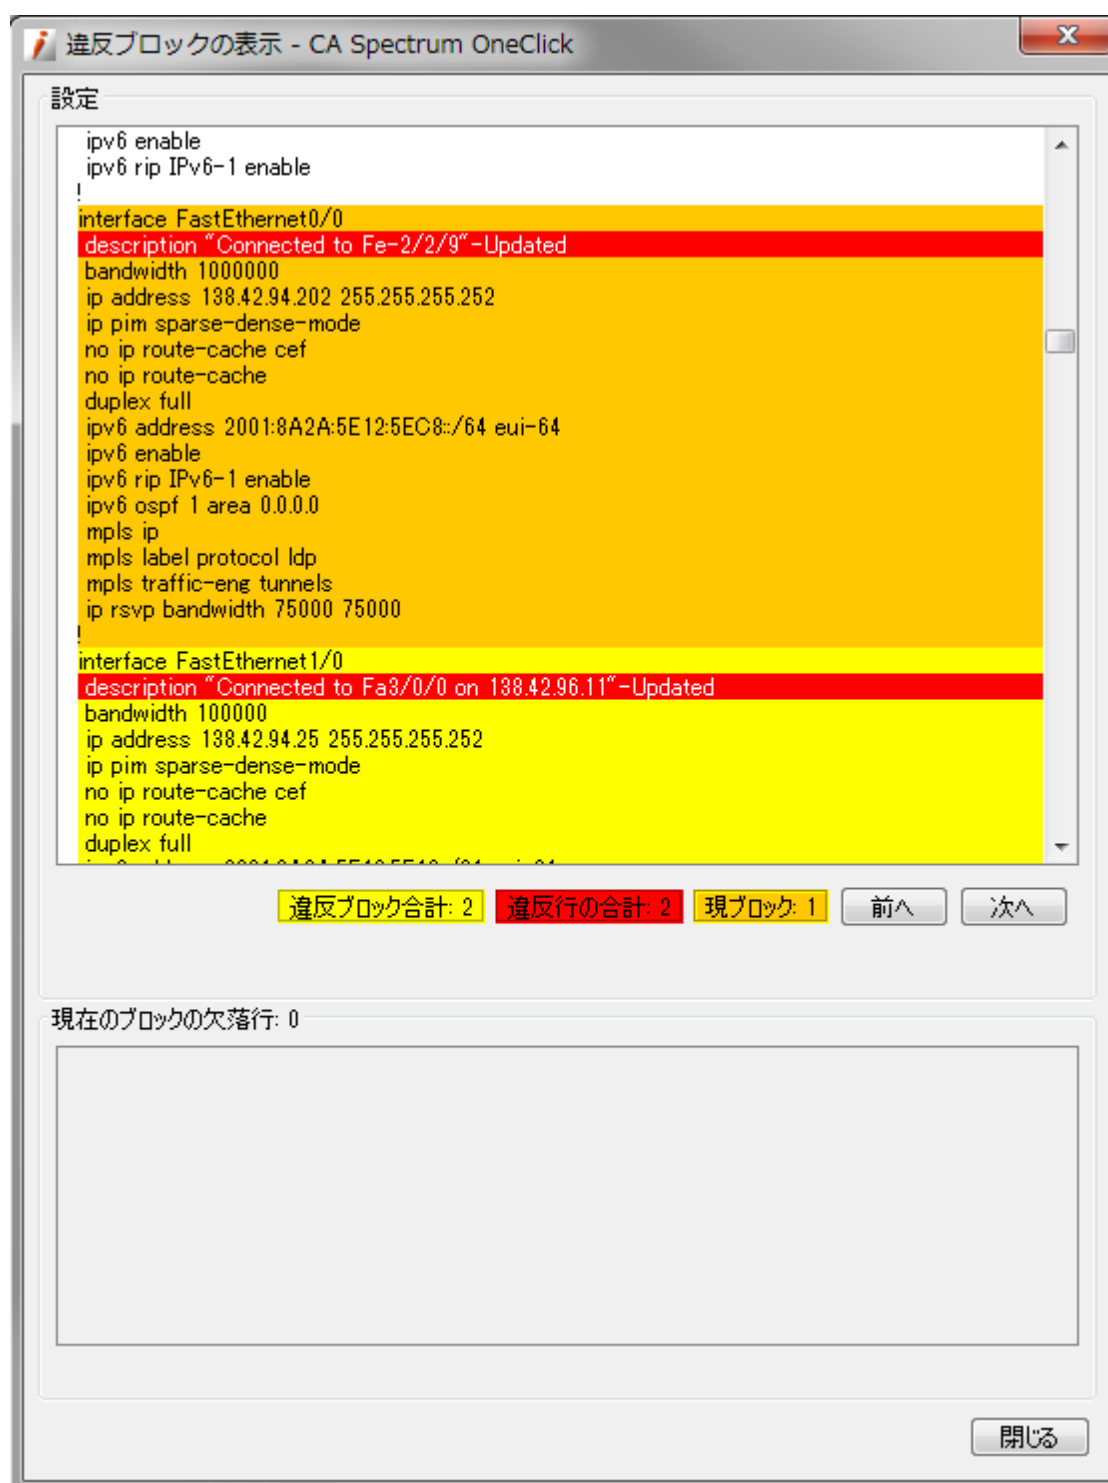 違反ブロックの表示 - CA Spectrum OneClick
設定
ipv6 enable
ipv6 rip IPv6-1 enable
!
interface FastEthernet0/0
description "Connected to Fe-2/2/9"-Updated
bandwidth 1000000
ip address 138.42.94.202 255.255.255.252
ip pim sparse-dense-mode
no ip route-cache cef
no ip route-cache
duplex full
ipv6 address 2001:8A2A:5E12:5EC8::/64 eui-64
ipv6 enable
ipv6 rip IPv6-1 enable
ipv6 ospf 1 area 0.0.0.0
mpls ip
mpls label protocol ldp
mpls traffic-eng tunnels
ip rsvp bandwidth 75000 75000
!
interface FastEthernet1/0
description "Connected to Fa3/0/0 on 138.42.96.11"-Updated
bandwidth 100000
ip address 138.42.94.25 255.255.255.252
ip pim sparse-dense-mode
no ip route-cache cef
no ip route-cache
duplex full
違反ブロック合計: 2 違反行の合計: 2 現ブロック: 1 前へ 次へ
現在のブロックの欠落行: 0
閉じる